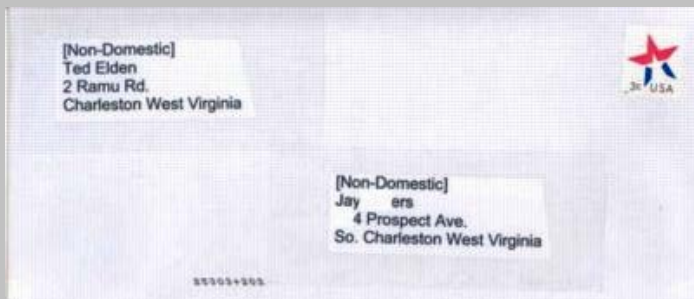 [Non-Domestic]
Ted Elden
2 Ramu Rd.
Charleston West Virginia
3c USA
[Non-Domestic]
Jay ers
4 Prospect Ave.
So. Charleston West Virginia